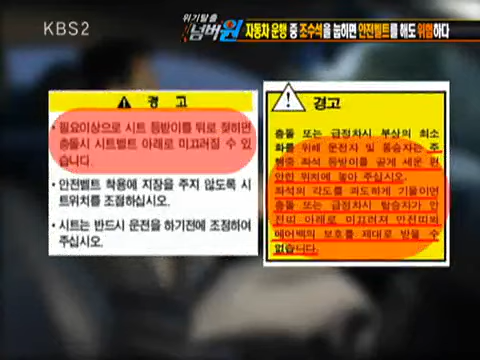 KBS2
위기탈출
넘버원
자동차 운행 중 조수석을 눕히면 안전벨트를 해도 위험하다
경 고
• 필요이상으로 시트 등받이를 뒤로 젖히면
충돌시 시트벨트 아래로 미끄러질 수 있
습니다.
• 안전벨트 착용에 지장을 주지 않도록 시
트위치를 조절하십시오.
• 시트는 반드시 운전을 하기전에 조정하여
주십시오.
경고
충돌 또는 급정차시 부상의 최소
화를 위해 운전자 및 동승자는 주
행중 좌석 등받이를 곧게 세운 편
안한 위치에 놓아 주십시오.
좌석의 각도를 과도하게 기울이면
충돌 또는 급정차시 탑승자가 안
전띠 아래로 미끄러져 안전띠와
에어백의 보호를 제대로 받을 수
없습니다.